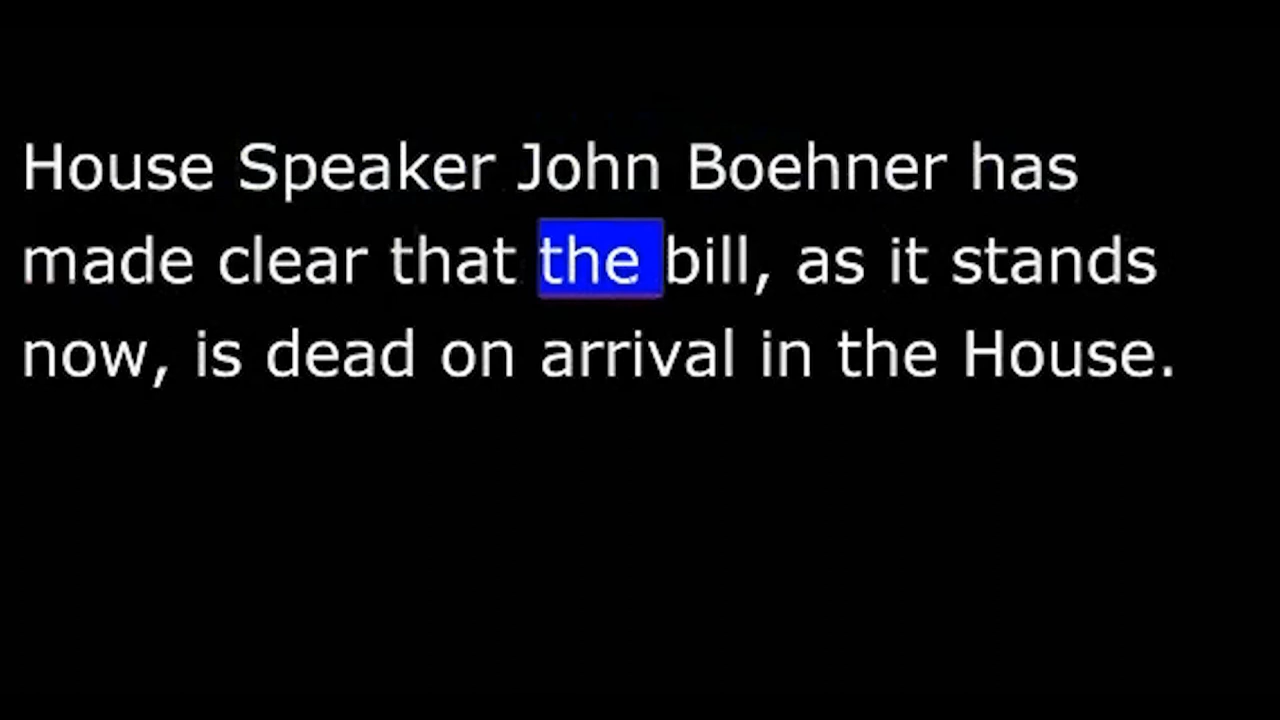 House Speaker John Boehner has
made clear that the bill, as it stands
now, is dead on arrival in the House.